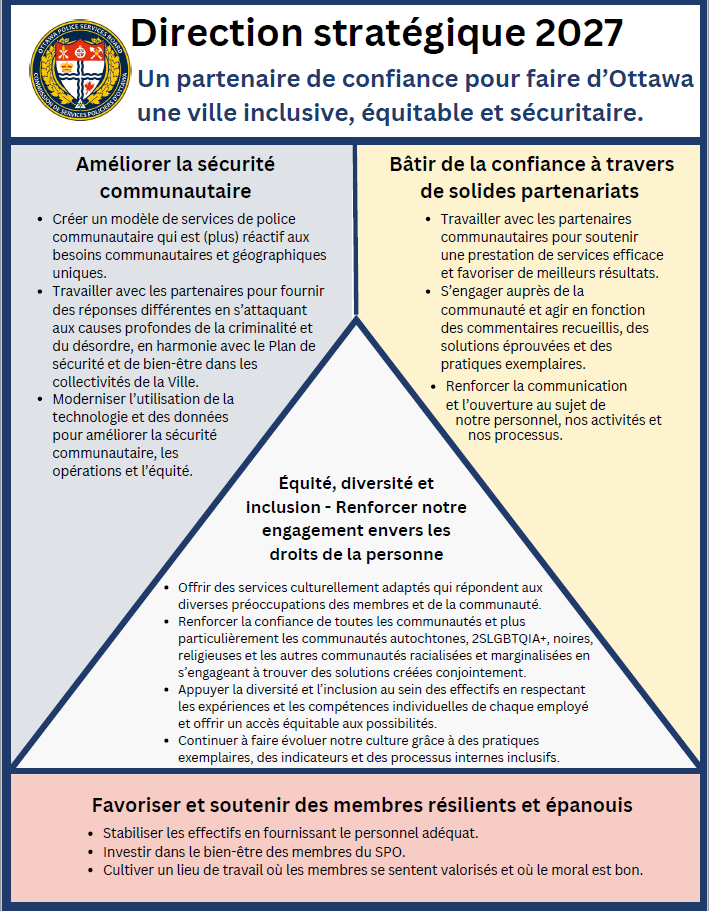 OTTAWA POLICE SERVICES BOARD
COMMISSION DE SERVICES POLICIERS D'OTTAWA
Direction stratégique 2027
Un partenaire de confiance pour faire d’Ottawa
une ville inclusive, équitable et sécuritaire.
Améliorer la sécurité
communautaire
• Créer un modèle de services de police
communautaire qui est (plus) réactif aux
besoins communautaires et géographiques
uniques.
• Travailler avec les partenaires pour fournir
des réponses différentes en s’attaquant
aux causes profondes de la criminalité et
du désordre, en harmonie avec le Plan de
sécurité et de bien-être dans les
collectivités de la Ville.
• Moderniser l’utilisation de la
technologie et des données
pour améliorer la sécurité
communautaire, les
opérations et l’équité.
Bâtir de la confiance à travers
de solides partenariats
• Travailler avec les partenaires
communautaires pour soutenir
une prestation de services efficace
et favoriser de meilleurs résultats.
• S’engager auprès de la
communauté et agir en fonction
des commentaires recueillis, des
solutions éprouvées et des
pratiques exemplaires.
• Renforcer la communication
et l’ouverture au sujet de
notre personnel, nos activités et
nos processus.
Équité, diversité et
inclusion - Renforcer notre
engagement envers les
droits de la personne
• Offrir des services culturellement adaptés qui répondent aux
diverses préoccupations des membres et de la communauté.
• Renforcer la confiance de toutes les communautés et plus
particulièrement les communautés autochtones, 2SLGBTQIA+, noires,
religieuses et les autres communautés racialisées et marginalisées en
s’engageant à trouver des solutions créées conjointement.
• Appuyer la diversité et l’inclusion au sein des effectifs en respectant
les expériences et les compétences individuelles de chaque employé
et offrir un accès équitable aux possibilités.
• Continuer à faire évoluer notre culture grâce à des pratiques
exemplaires, des indicateurs et des processus internes inclusifs.
Favoriser et soutenir des membres résilients et épanouis
• Stabiliser les effectifs en fournissant le personnel adéquat.
• Investir dans le bien-être des membres du SPO.
• Cultiver un lieu de travail où les membres se sentent valorisés et où le moral est bon.